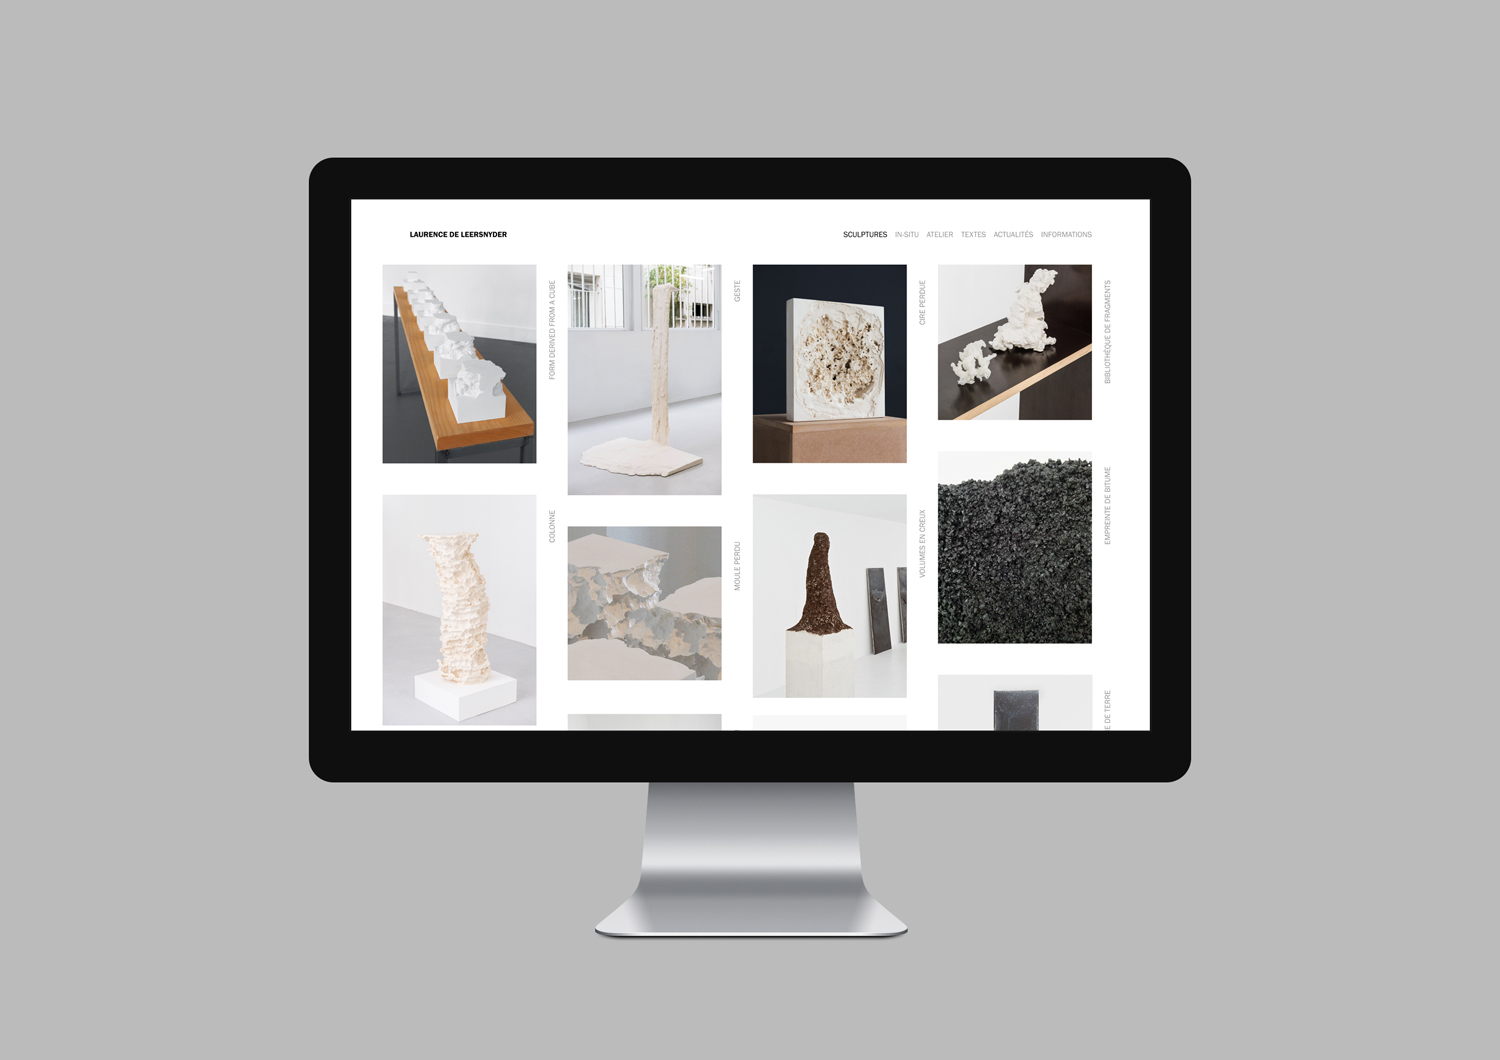 LAURENCE DE LEERSNYDER
SCULPTURES IN-SITU ATELIER TEXTES ACTUALITÉS INFORMATIONS
FORM DERIVED FROM A CUBE
GESTE
CIRE PERDUE
BIBLIOTHÈQUE DE FRAGMENTS
COLONNE
MOULE PERDU
VOLUMES EN CREUX
EMPREINTE DE BITUME
DE TERRE